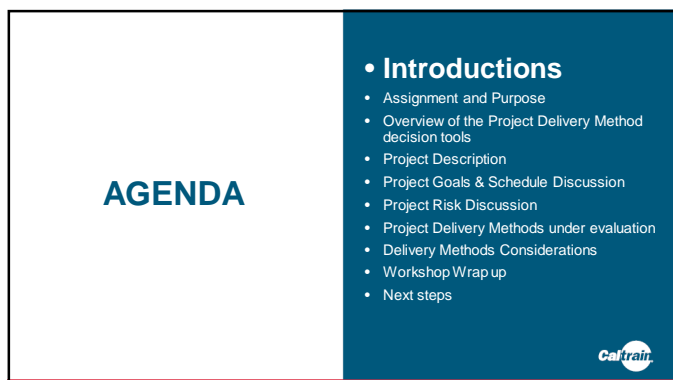 AGENDA
• Introductions
• Assignment and Purpose
• Overview of the Project Delivery Method
decision tools
• Project Description
• Project Goals & Schedule Discussion
• Project Risk Discussion
• Project Delivery Methods under evaluation
• Delivery Methods Considerations
• Workshop Wrap up
• Next steps
Caltrain